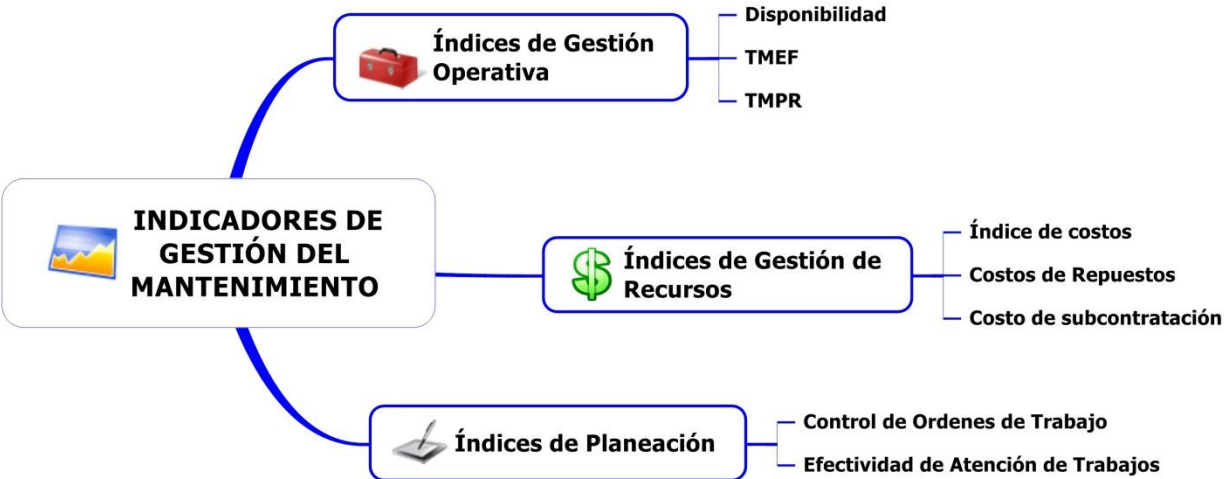 INDICADORES DE
GESTIÓN DEL
MANTENIMIENTO
Índices de Gestión
Operativa
Disponibilidad
TMEF
TMPR
Índices de Gestión de
Recursos
Índice de costos
Costos de Repuestos
Costo de subcontratación
Índices de Planeación
Control de Ordenes de Trabajo
Efectividad de Atención de Trabajos